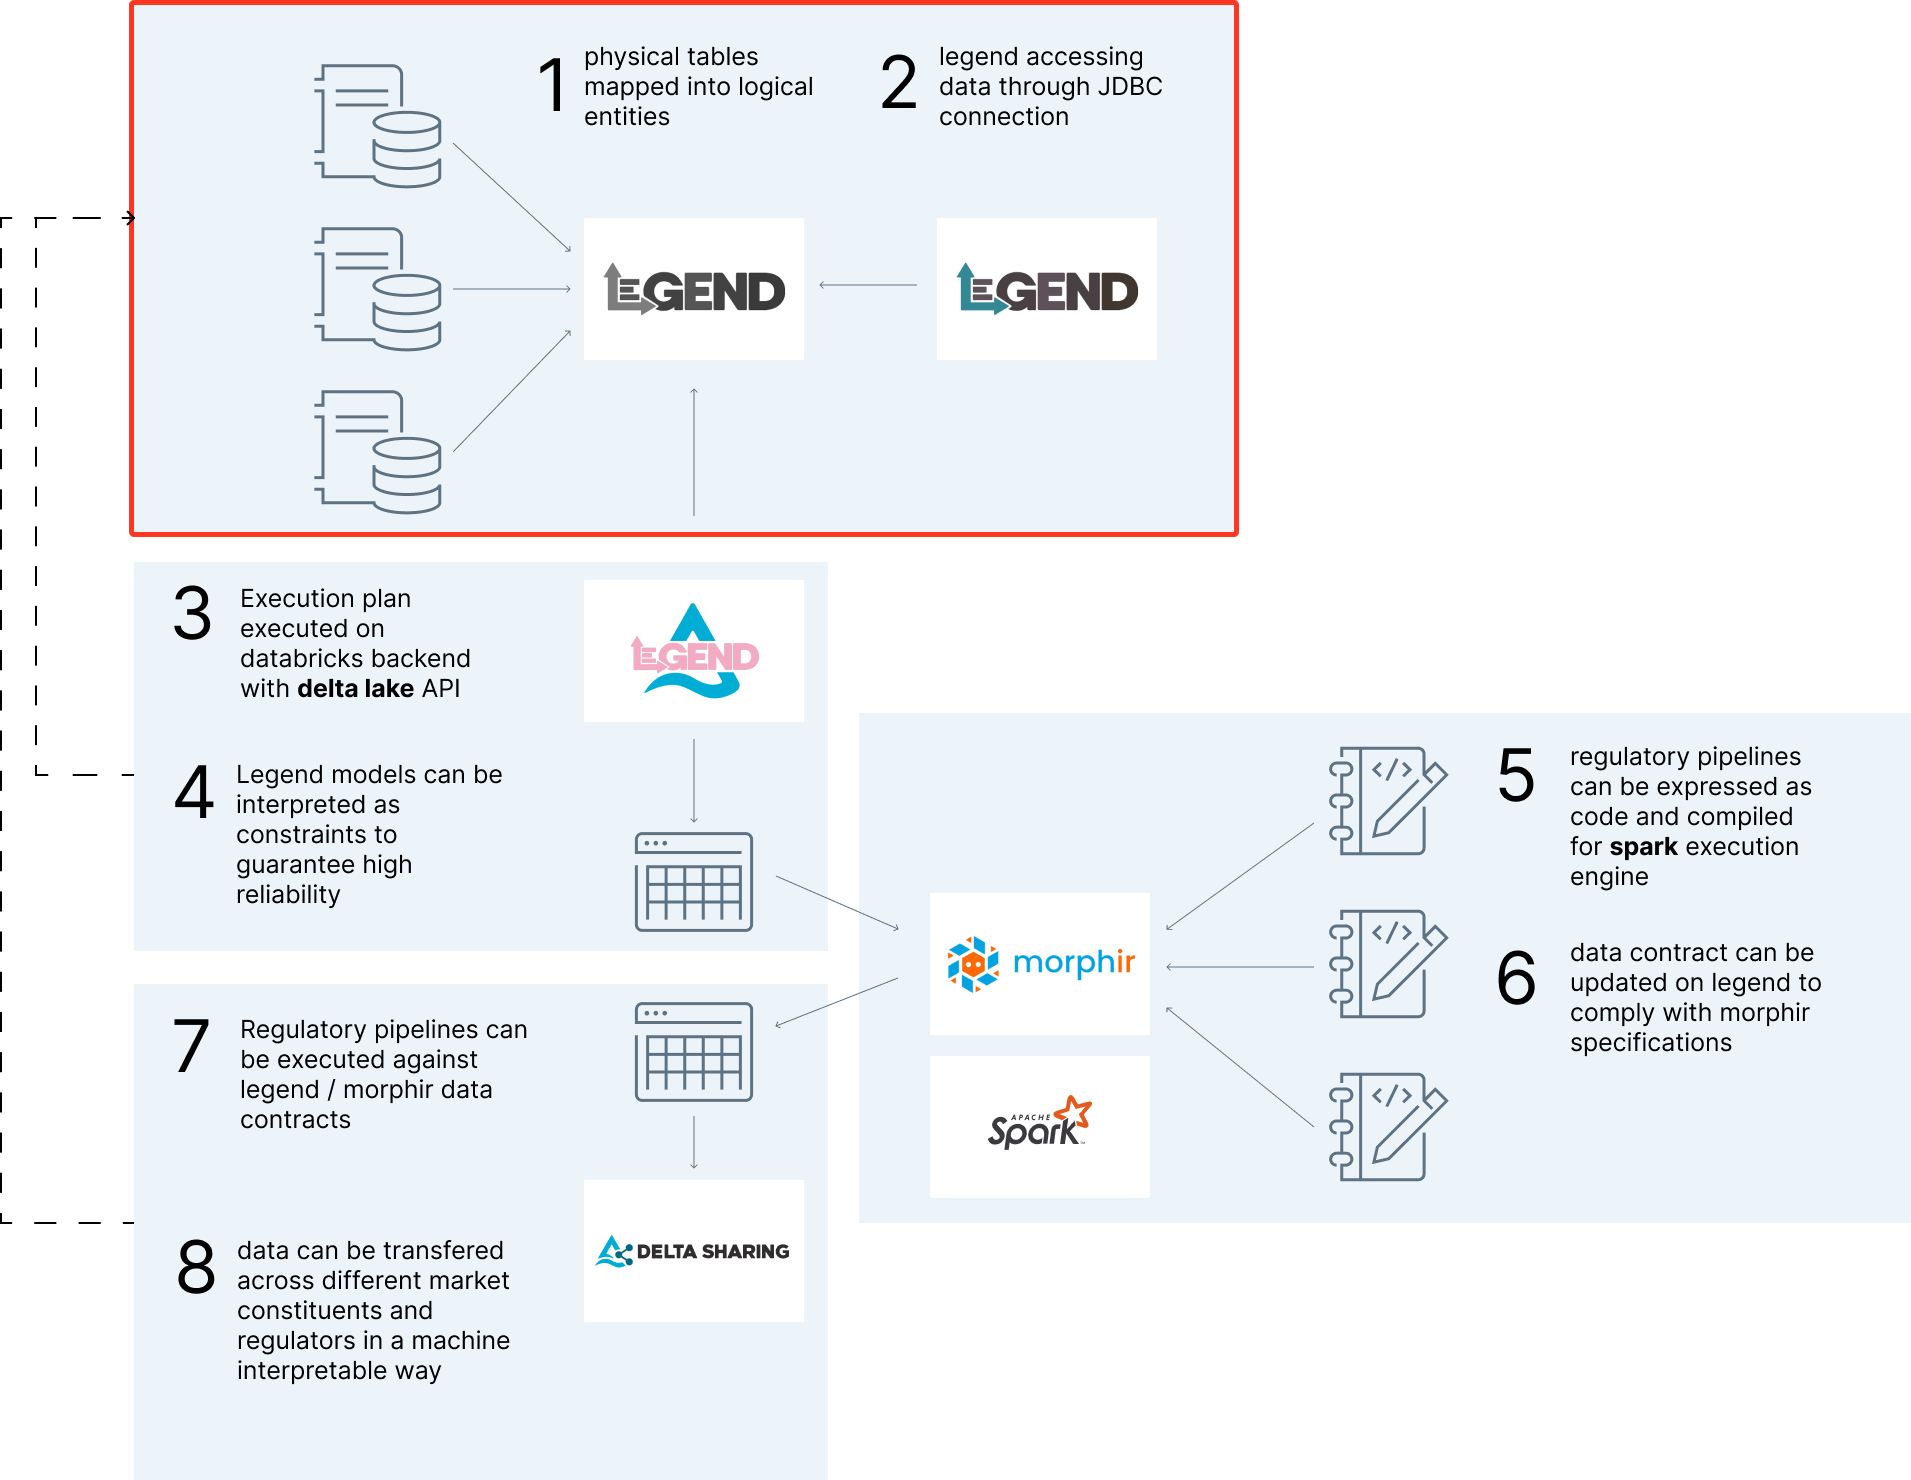 1
physical tables
mapped into logical
entities
2
legend accessing
data through JDBC
connection
LEGEND
LEGEND
3
Execution plan
executed on
databricks backend
with delta lake API
LEGEND
4
Legend models can be
interpreted as
constraints to
guarantee high
reliability
5
regulatory pipelines
can be expressed as
code and compiled
for spark execution
engine
morphir
6
data contract can be
updated on legend to
comply with morphir
specifications
APACHE
Spark
7
Regulatory pipelines can
be executed against
legend / morphir data
contracts
8
data can be transfered
across different market
constituents and
regulators in a machine
interpretable way
DELTA SHARING